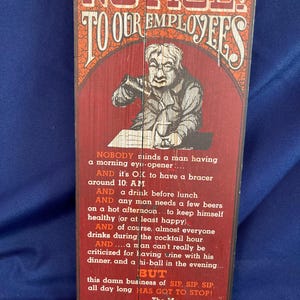 NOTICE!
TO OUR EMPLOYEES
NOBODY minds a man having
a morning eye-opener....
AND it's O.K to have a bracer
around 10: AM
AND a drink before lunch
AND any man needs a few beers
on a hot afternoon.. to keep himself
healthy (or at least happy).
AND of course, almost everyone
drinks during the cocktail hour
AND....a man can't really be
criticized for having wine with his
dinner, and a hi-ball in the evening...
BUT
this damn business of SIP, SIP, SIP,
all day long HAS GOT TO STOP!